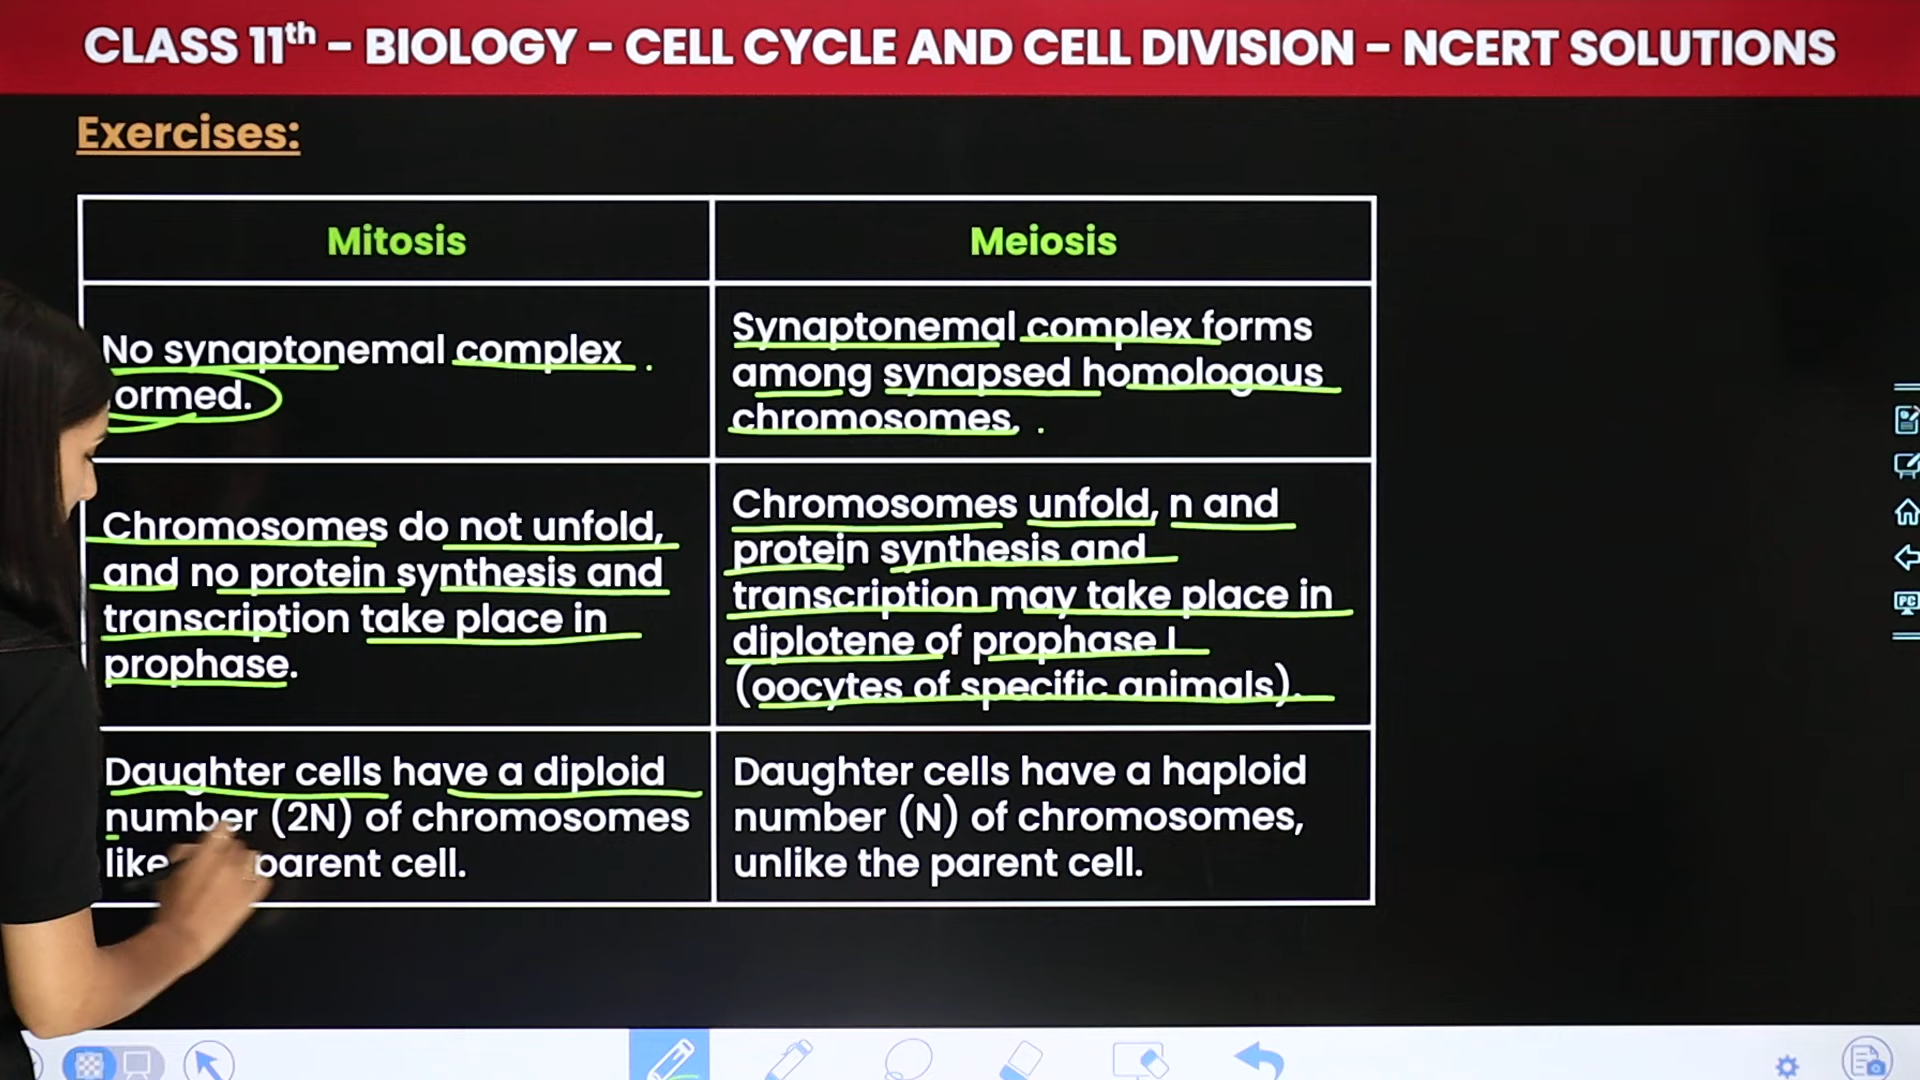 CLASS 11th – BIOLOGY – CELL CYCLE AND CELL DIVISION – NCERT SOLUTIONS
Exercises:
Mitosis
Meiosis
No synaptonemal complex
ormed.
Synaptonemal complex forms
among synapsed homologous
chromosomes.
Chromosomes do not unfold,
and no protein synthesis and
transcription take place in
prophase.
Chromosomes unfold, n and
protein synthesis and
transcription may take place in
diplotene of prophase I
(oocytes of specific animals).
Daughter cells have a diploid
number (2N) of chromosomes
like parent cell.
Daughter cells have a haploid
number (N) of chromosomes,
unlike the parent cell.
PC